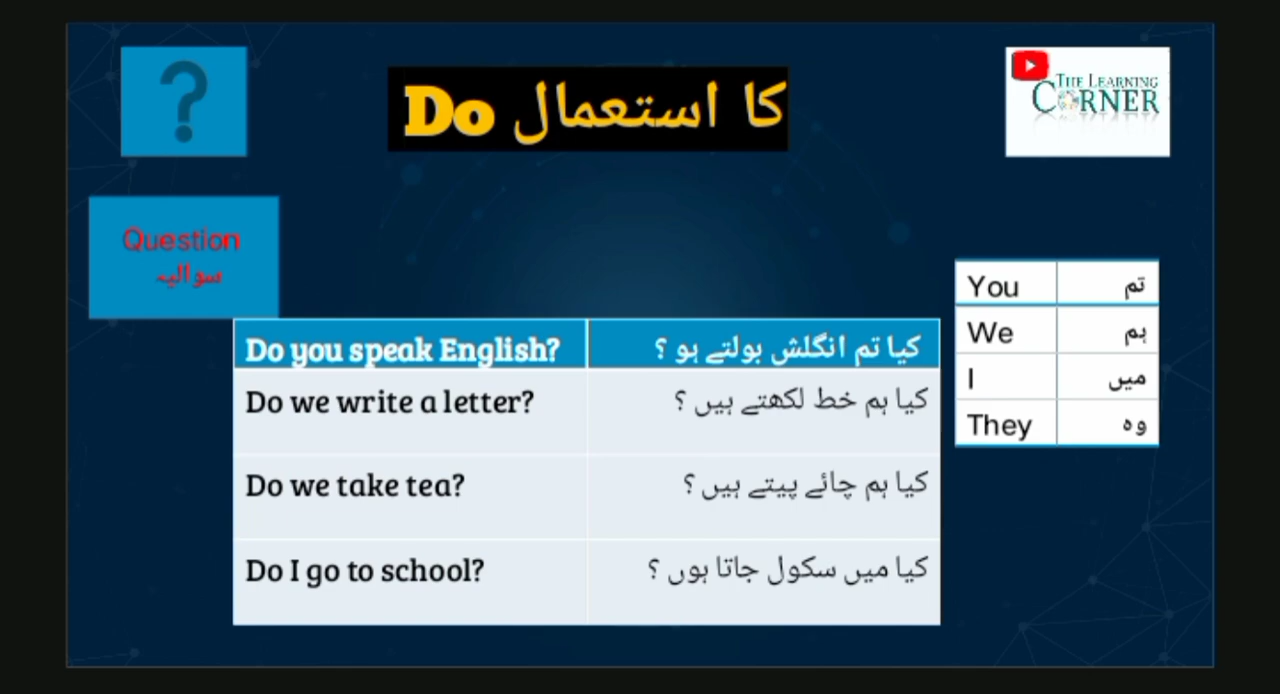 ?
Do کا استعمال
THE LEARNING
CORNER
Question
سوالیہ
Do you speak English?
کیا تم انگلش بولتے ہو ؟
Do we write a letter?
کیا ہم خط لکھتے ہیں ؟
Do we take tea?
کیا ہم چائے پیتے ہیں ؟
Do I go to school?
کیا میں سکول جاتا ہوں ؟
You
تم
We
ہم
I
میں
They
وہ